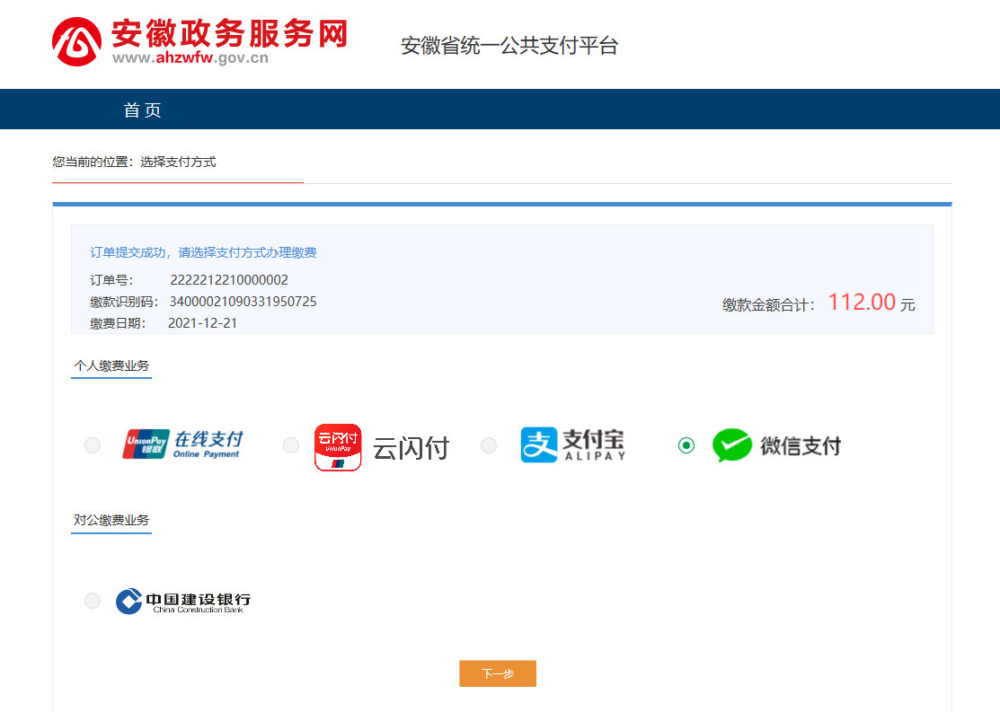 安徽政务服务网
www.ahzwfw.gov.cn
安徽省统一公共支付平台
首 页
您当前的位置：选择支付方式
订单提交成功，请选择支付方式办理缴费
订单号： 2222212210000002
缴款识别码： 34000021090331950725
缴费日期： 2021-12-21
缴款金额合计： 112.00 元
个人缴费业务
UnionPay 银联 在线支付 Online Payment
云闪付 UnionPay 云闪付
支 支付宝 ALIPAY
微信支付
对公缴费业务
中国建设银行
China Construction Bank
下一步